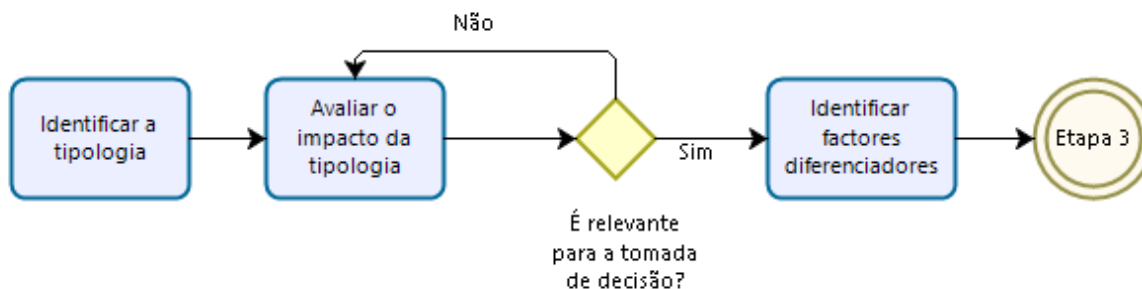 Não
Identificar a
tipologia
Avaliar o
impacto da
tipologia
Sim
Identificar
factores
diferenciadores
Etapa 3
É relevante
para a tomada
de decisão?